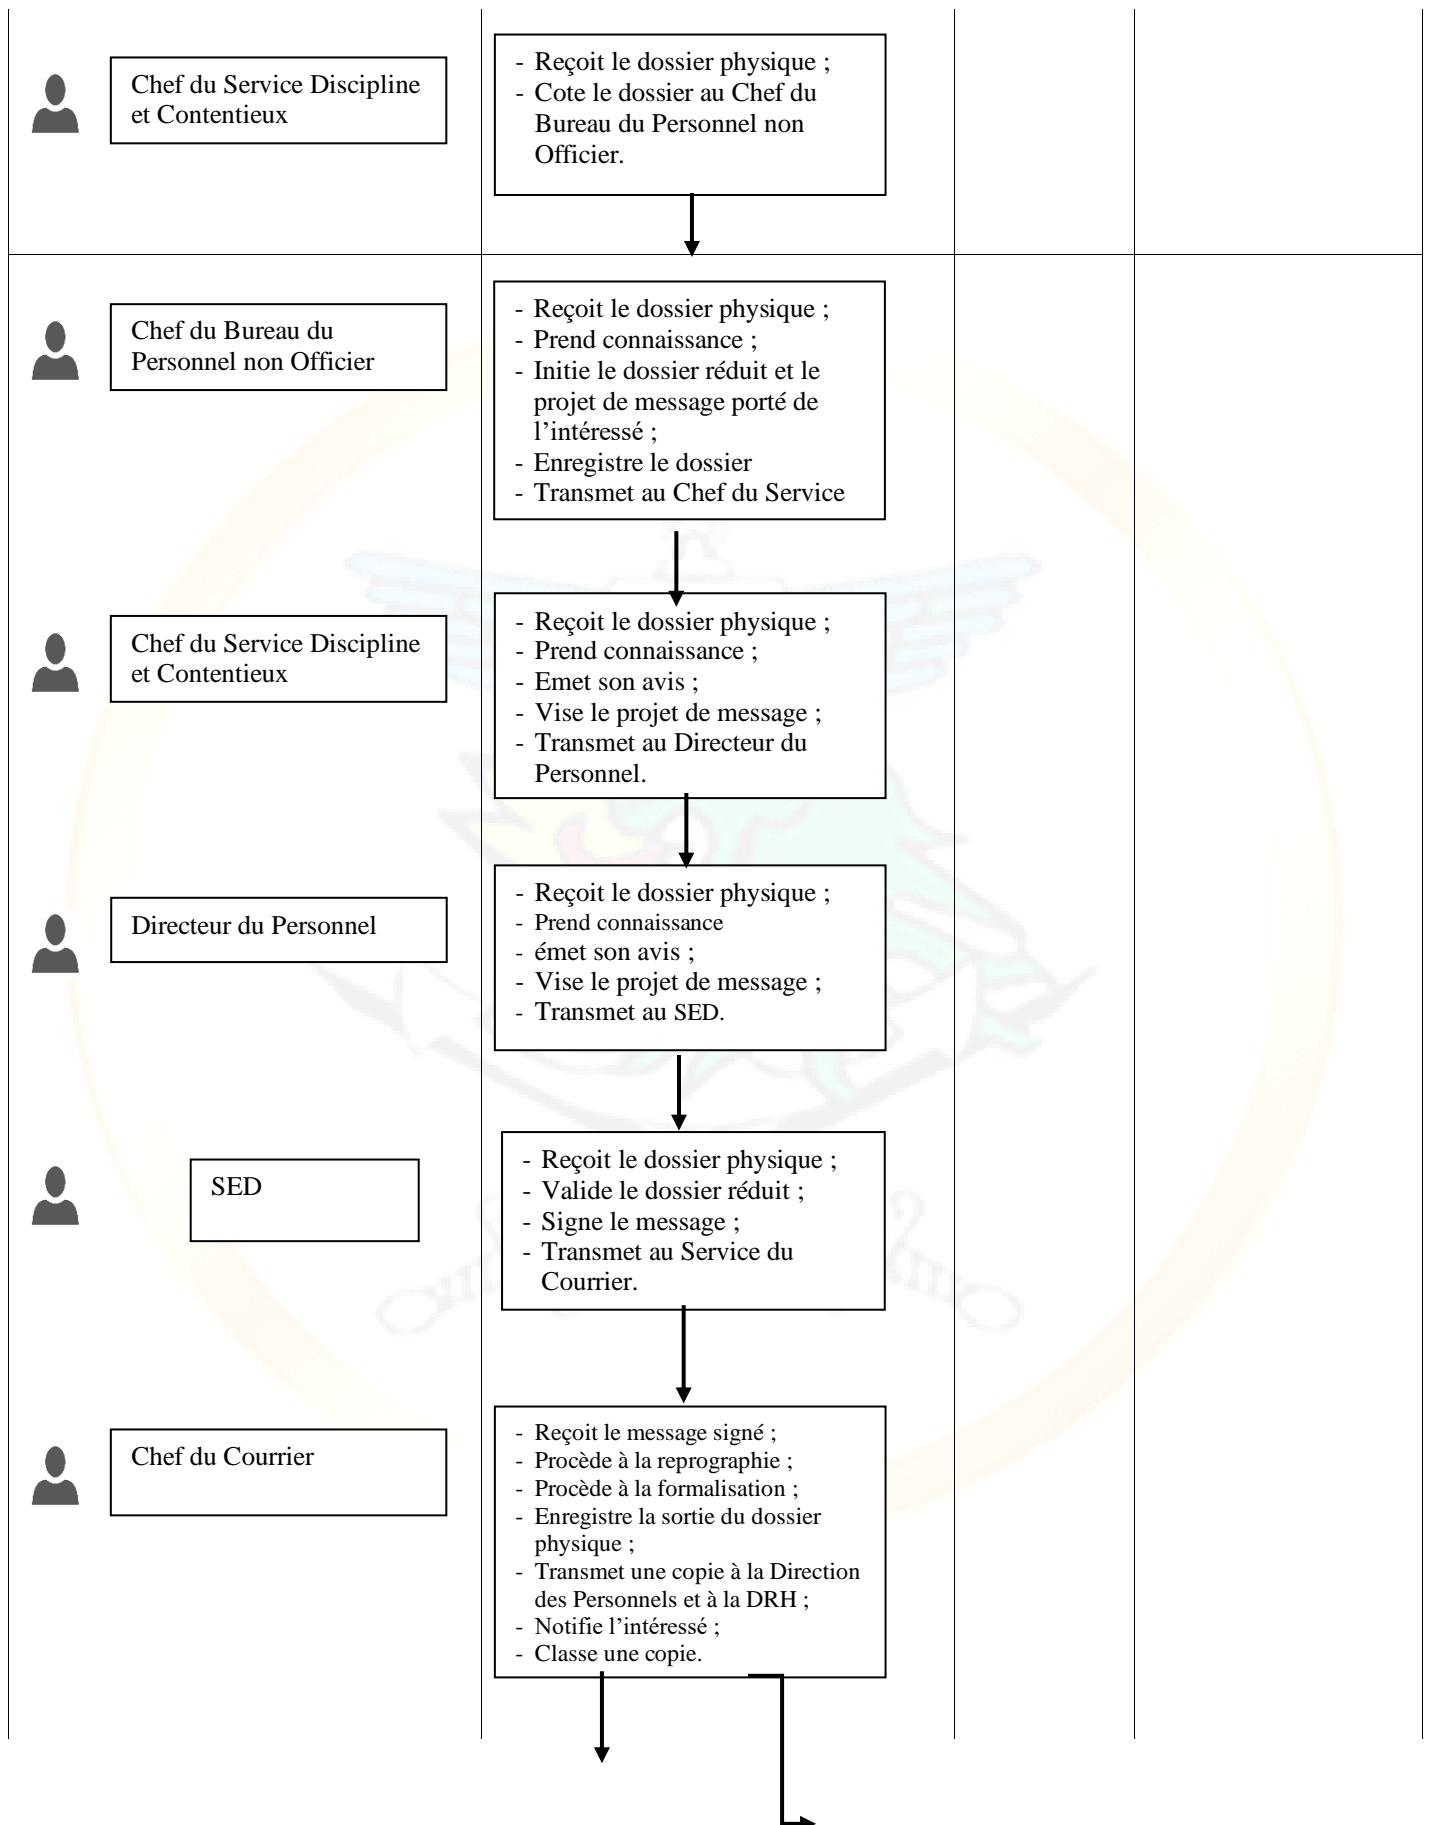 Chef du Service Discipline
et Contentieux
- Reçoit le dossier physique ;
- Cote le dossier au Chef du
Bureau du Personnel non
Officier.
Chef du Bureau du
Personnel non Officier
- Reçoit le dossier physique ;
- Prend connaissance ;
- Initie le dossier réduit et le
projet de message porté de
l’intéressé ;
- Enregistre le dossier
- Transmet au Chef du Service
Chef du Service Discipline
et Contentieux
- Reçoit le dossier physique ;
- Prend connaissance ;
- Emet son avis ;
- Vise le projet de message ;
- Transmet au Directeur du
Personnel.
Directeur du Personnel
- Reçoit le dossier physique ;
- Prend connaissance
- émet son avis ;
- Vise le projet de message ;
- Transmet au SED.
SED
- Reçoit le dossier physique ;
- Valide le dossier réduit ;
- Signe le message ;
- Transmet au Service du
Courrier.
Chef du Courrier
- Reçoit le message signé ;
- Procède à la reprographie ;
- Procède à la formalisation ;
- Enregistre la sortie du dossier
physique ;
- Transmet une copie à la Direction
des Personnels et à la DRH ;
- Notifie l’intéressé ;
- Classe une copie.